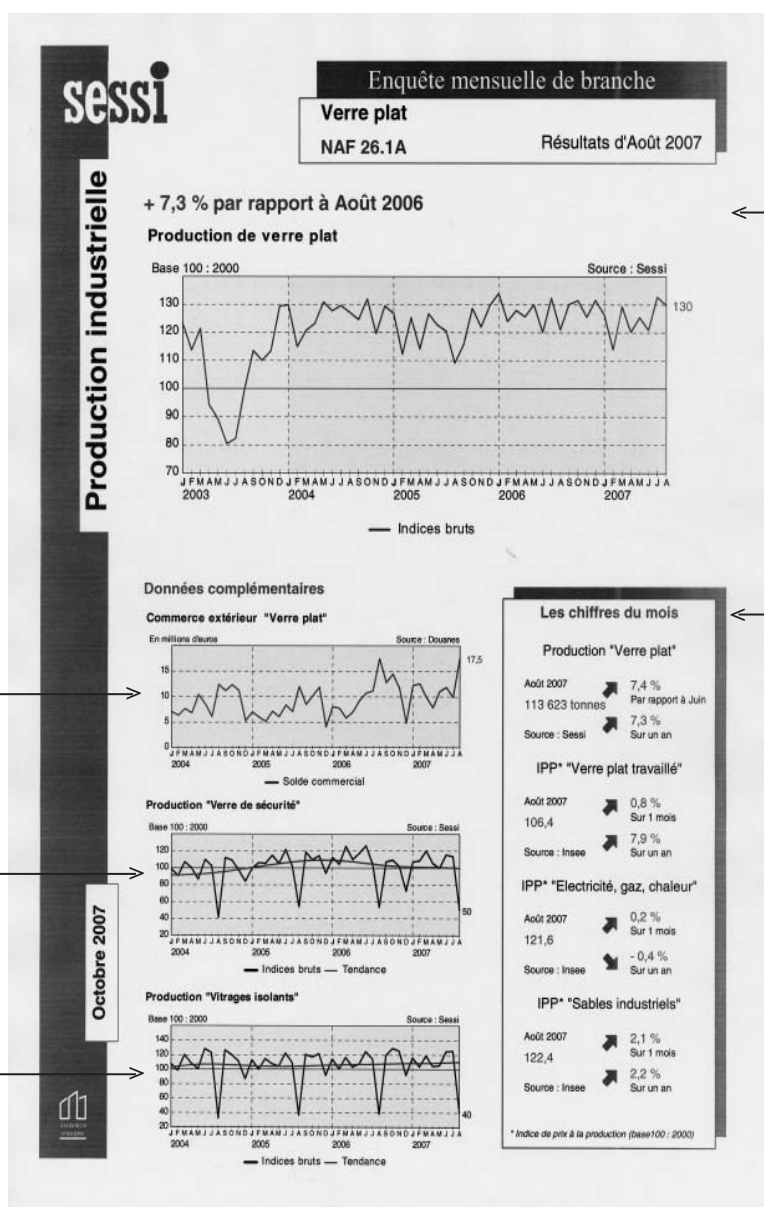 sessi
Enquête mensuelle de branche
Verre plat
NAF 26.1A
Résultats d'Août 2007
Production industrielle
+ 7,3 % par rapport à Août 2006
Production de verre plat
Base 100 : 2000
Source : Sessi
130
120
110
100
90
80
70
130
J F M A M J J A S O N D J F M A M J J A S O N D J F M A M J J A S O N D J F M A M J J A S O N D J F M A M J J A
2003 2004 2005 2006 2007
Indices bruts
Données complémentaires
Commerce extérieur "Verre plat"
En millions d'euros
Source : Douanes
15
10
5
0
17,5
J F M A M J J A S O N D J F M A M J J A S O N D J F M A M J J A S O N D J F M A M J J A
2004 2005 2006 2007
Solde commercial
Production "Verre de sécurité"
Base 100 : 2000
Source : Sessi
120
100
80
60
40
20
50
J F M A M J J A S O N D J F M A M J J A S O N D J F M A M J J A S O N D J F M A M J J A
2004 2005 2006 2007
Indices bruts Tendance
Production "Vitrages isolants"
Base 100 : 2000
Source : Sessi
140
120
100
80
60
40
20
40
J F M A M J J A S O N D J F M A M J J A S O N D J F M A M J J A S O N D J F M A M J J A
2004 2005 2006 2007
Indices bruts Tendance
Les chiffres du mois
Production "Verre plat"
Août 2007
113 623 tonnes
Source : Sessi
7,4 %
Par rapport à Juin
7,3 %
Sur un an
IPP* "Verre plat travaillé"
Août 2007
106,4
Source : Insee
0,8 %
Sur 1 mois
7,9 %
Sur un an
IPP* "Electricité, gaz, chaleur"
Août 2007
121,6
Source : Insee
0,2 %
Sur 1 mois
- 0,4 %
Sur un an
IPP* "Sables industriels"
Août 2007
122,4
Source : Insee
2,1 %
Sur 1 mois
2,2 %
Sur un an
* Indice de prix à la production (base100 : 2000)
Octobre 2007